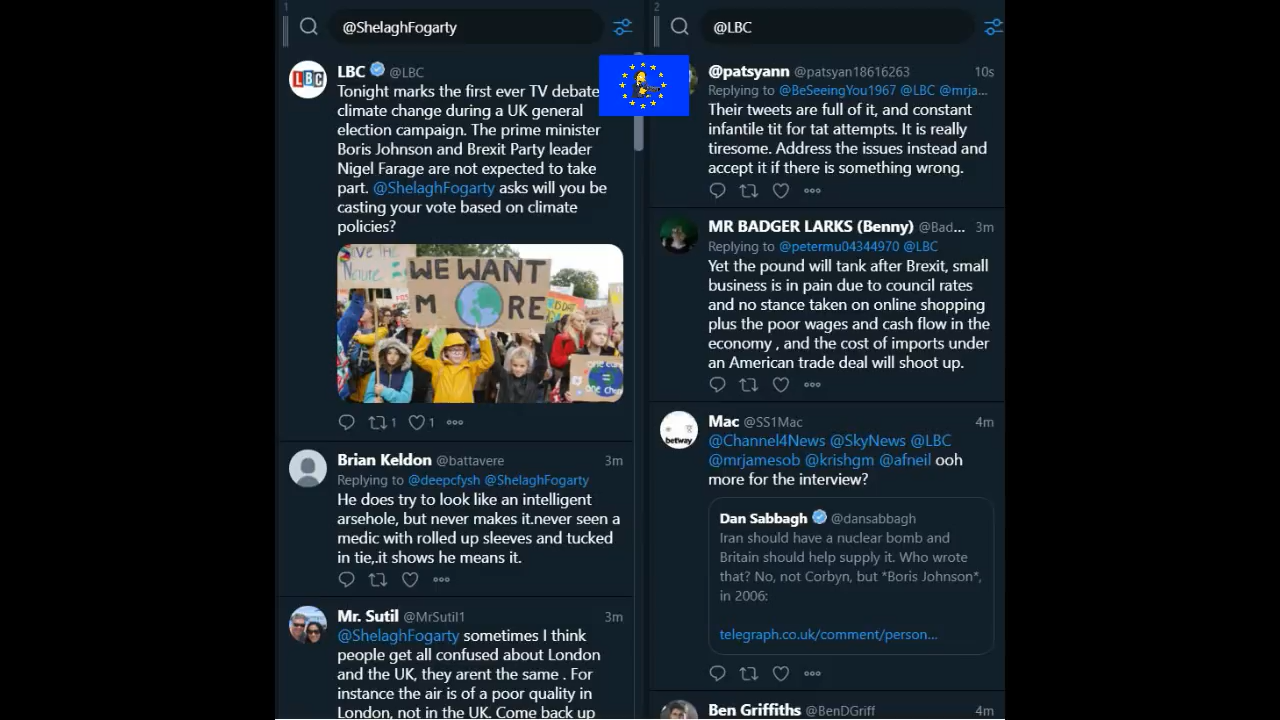 1
@ShelaghFogarty
LBC @LBC
Tonight marks the first ever TV debate
climate change during a UK general
election campaign. The prime minister
Boris Johnson and Brexit Party leader
Nigel Farage are not expected to take
part. @ShelaghFogarty asks will you be
casting your vote based on climate
policies?
WE WANT
M RE
1 1
Brian Keldon @battavere 3m
Replying to @deepcfysh @ShelaghFogarty
He does try to look like an intelligent
arsehole, but never makes it.never seen a
medic with rolled up sleeves and tucked
in tie,.it shows he means it.
Mr. Sutil @MrSutil1 3m
@ShelaghFogarty sometimes I think
people get all confused about London
and the UK, they arent the same . For
instance the air is of a poor quality in
London, not in the UK. Come back up
2
@LBC
@patsyann @patsyan18616263 10s
Replying to @BeSeeingYou1967 @LBC @mrja...
Their tweets are full of it, and constant
infantile tit for tat attempts. It is really
tiresome. Address the issues instead and
accept it if there is something wrong.
MR BADGER LARKS (Benny) @Bad... 3m
Replying to @petermu04344970 @LBC
Yet the pound will tank after Brexit, small
business is in pain due to council rates
and no stance taken on online shopping
plus the poor wages and cash flow in the
economy , and the cost of imports under
an American trade deal will shoot up.
betway
Mac @SS1Mac 4m
@Channel4News @SkyNews @LBC
@mrjamesob @krishgm @afneil ooh
more for the interview?
Dan Sabbagh @dansabbagh
Iran should have a nuclear bomb and
Britain should help supply it. Who wrote
that? No, not Corbyn, but *Boris Johnson*,
in 2006:
telegraph.co.uk/comment/person...
Ben Griffiths @BenDGriff 4m